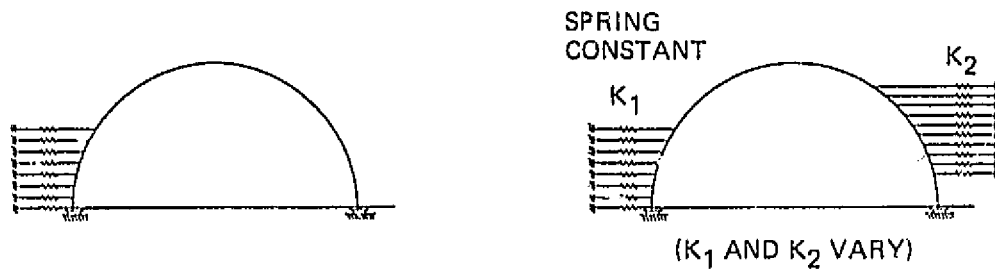 SPRING
CONSTANT
K₁
K₂
(K₁ AND K₂ VARY)